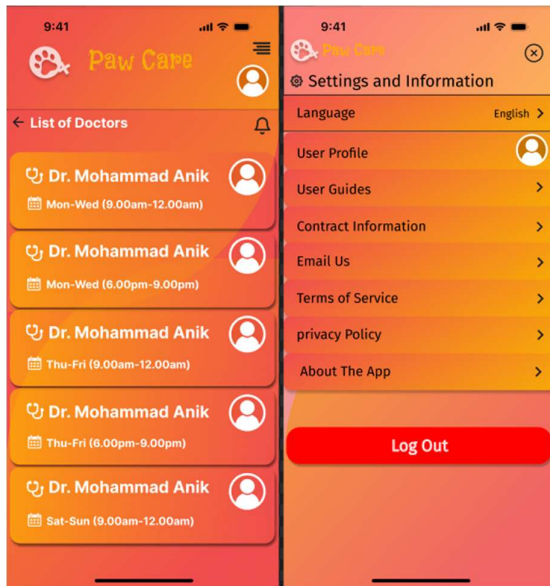 9:41
Paw Care
List of Doctors
Dr. Mohammad Anik
Mon-Wed (9.00am-12.00am)
Dr. Mohammad Anik
Mon-Wed (6.00pm-9.00pm)
Dr. Mohammad Anik
Thu-Fri (9.00am-12.00am)
Dr. Mohammad Anik
Thu-Fri (6.00pm-9.00pm)
Dr. Mohammad Anik
Sat-Sun (9.00am-12.00am)
9:41
Paw Care
Settings and Information
Language English
User Profile
User Guides
Contract Information
Email Us
Terms of Service
privacy Policy
About The App
Log Out